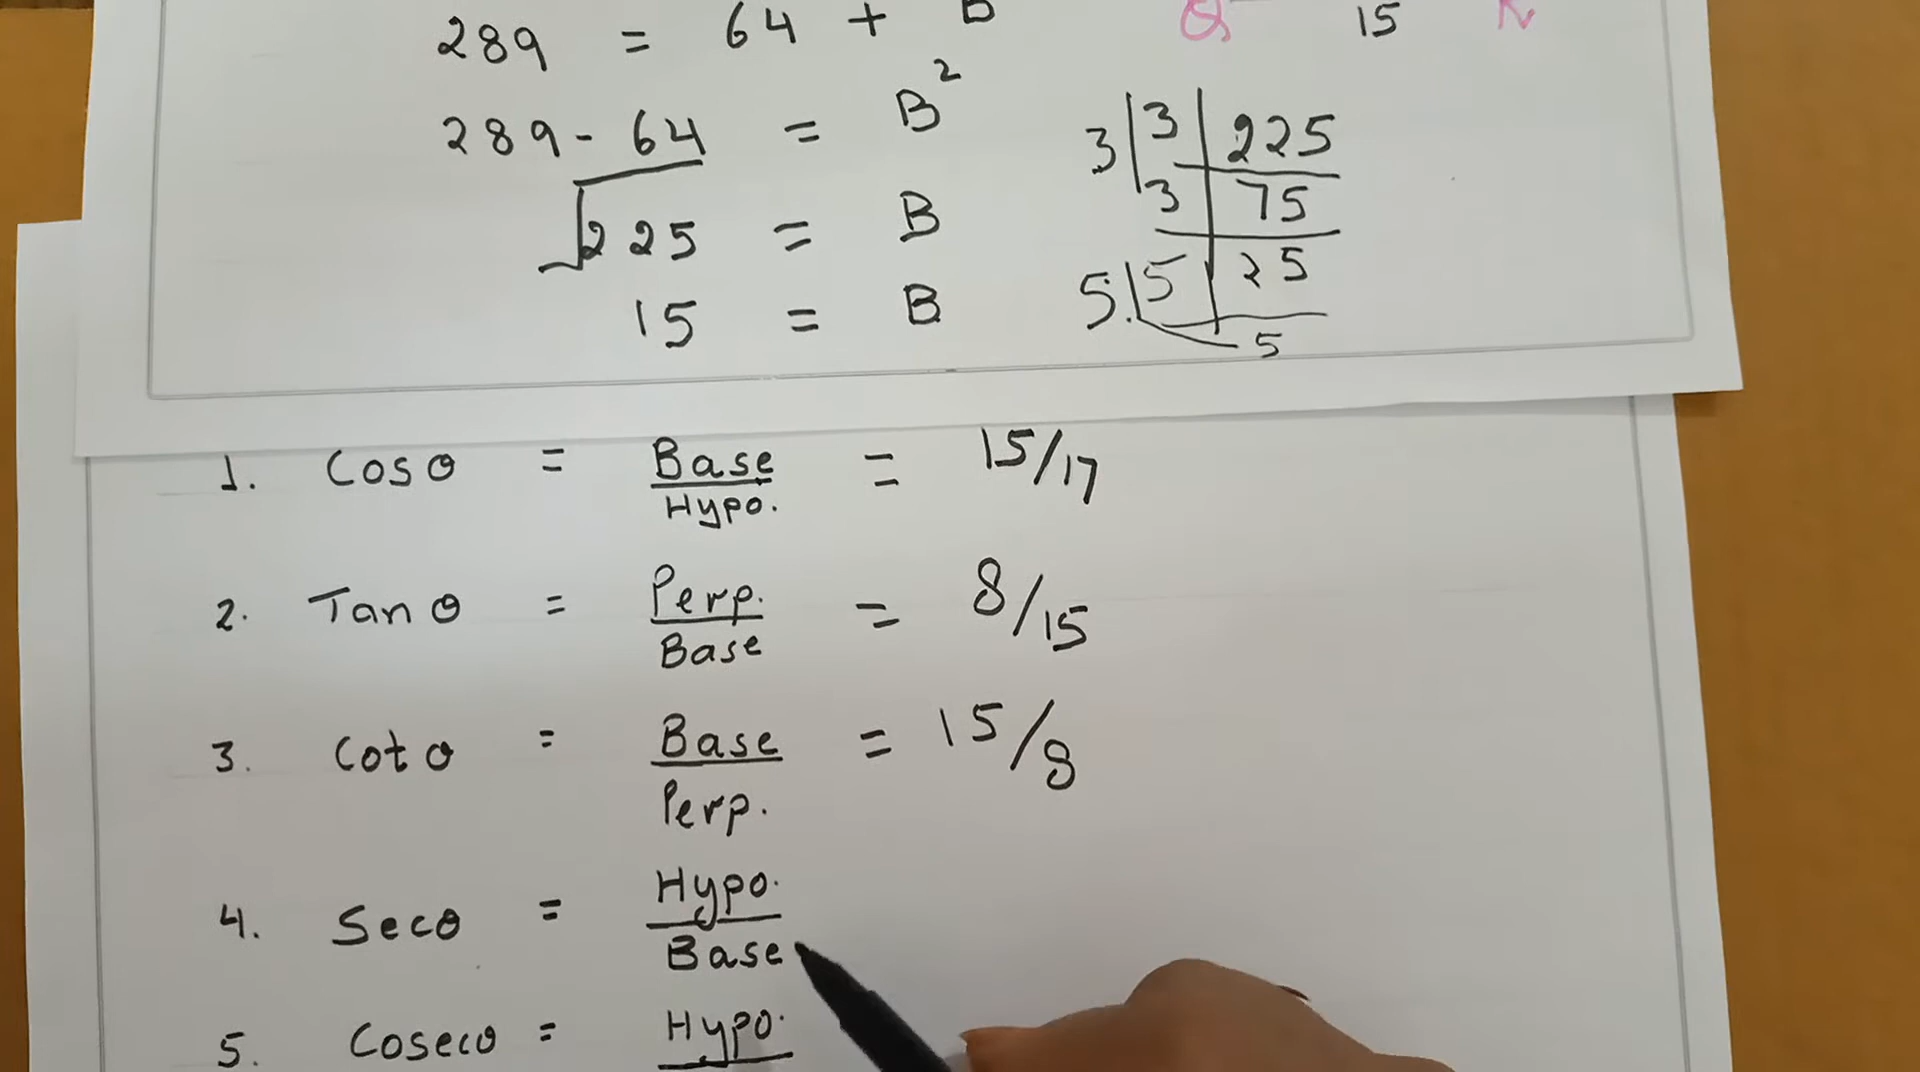 289 = 64 + B
15
289 - 64 = B²
√225 = B
15 = B
3 | 3 | 225
3 | 75
5. | 5 | 25
5
1. Cosθ = Base/Hypo. = 15/17
2. Tanθ = Perp./Base = 8/15
3. Cotθ = Base/Perp. = 15/8
4. Secθ = Hypo./Base
5. Cosecθ = Hypo.